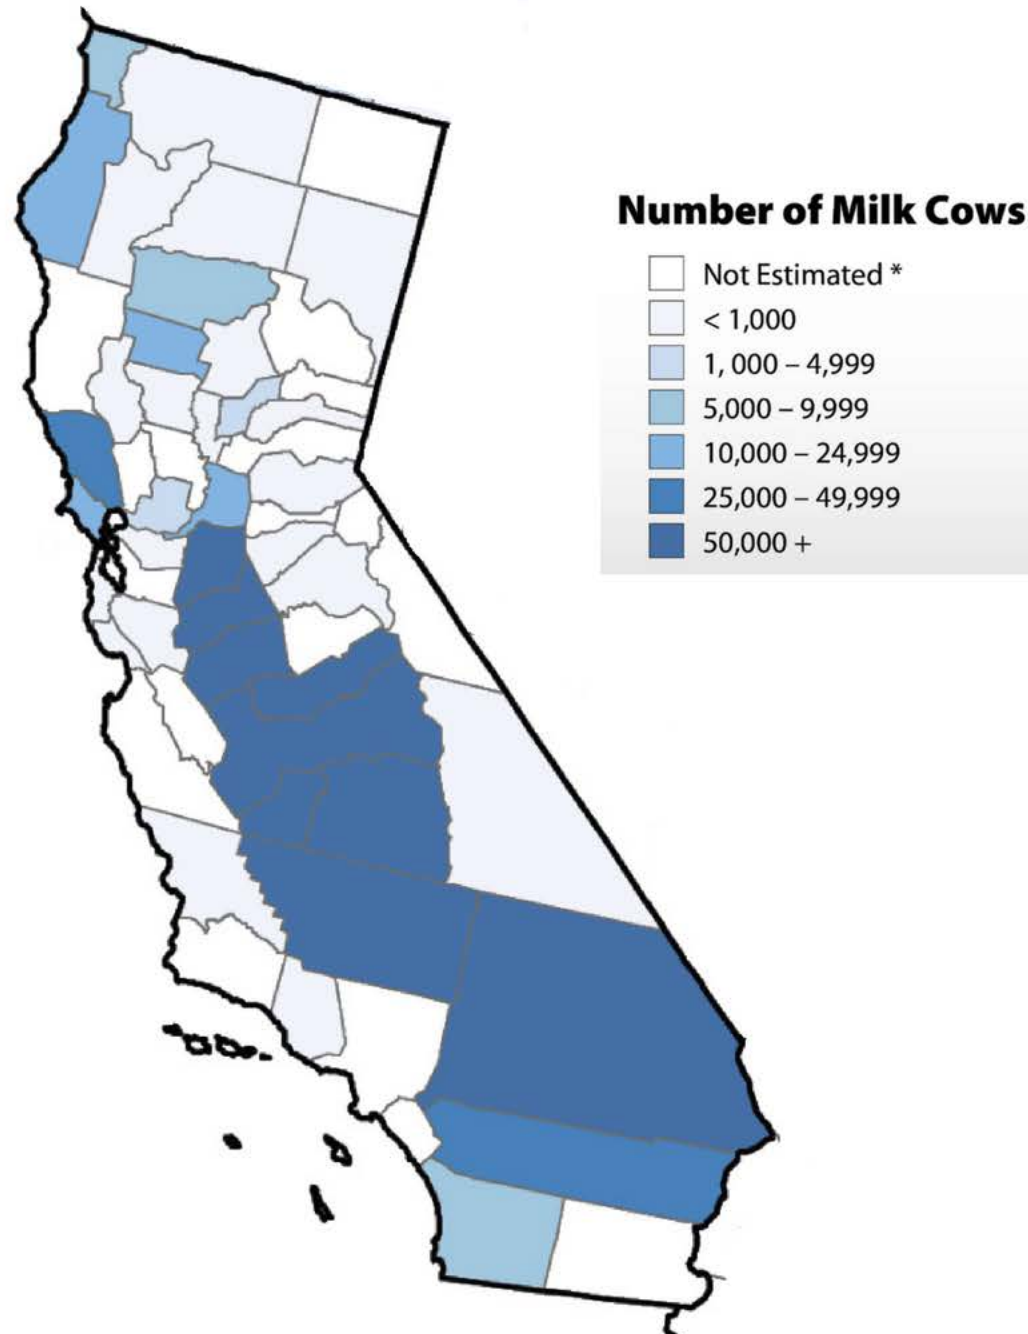 Number of Milk Cows
Not Estimated *
< 1,000
1, 000 – 4,999
5,000 – 9,999
10,000 – 24,999
25,000 – 49,999
50,000 +